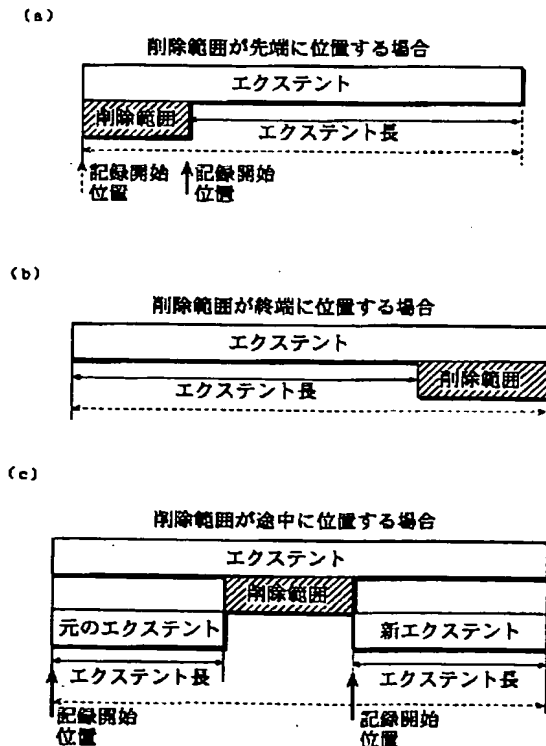 (a)
削除範囲が先端に位置する場合
エクステント
削除範囲
エクステント長
記録開始
位置
記録開始
位置
(b)
削除範囲が終端に位置する場合
エクステント
エクステント長
削除範囲
(c)
削除範囲が途中に位置する場合
エクステント
削除範囲
元のエクステント
新エクステント
エクステント長
エクステント長
記録開始
位置
記録開始
位置